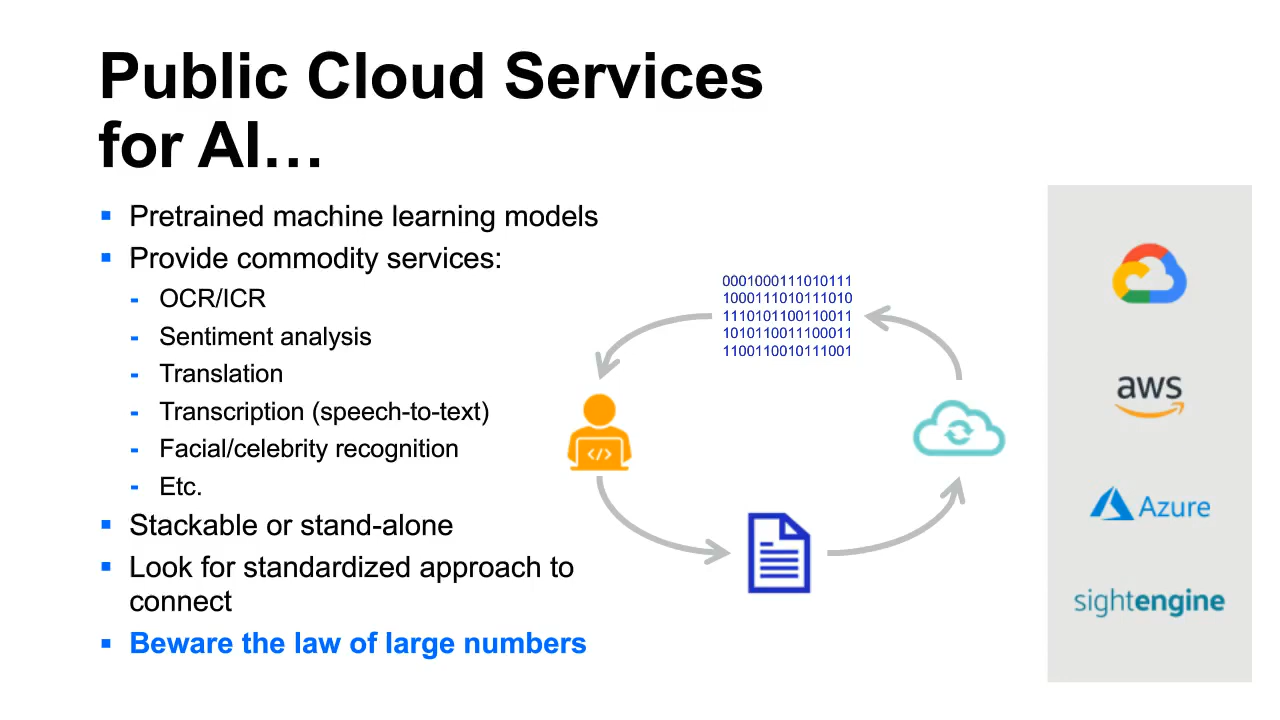 Public Cloud Services
for AI…
Pretrained machine learning models
Provide commodity services:
OCR/ICR
Sentiment analysis
Translation
Transcription (speech-to-text)
Facial/celebrity recognition
Etc.
Stackable or stand-alone
Look for standardized approach to
connect
Beware the law of large numbers
0001000111010111
1000111010111010
1110101100110011
1010110011100011
1100110010111001
</>
aws
Azure
sightengine